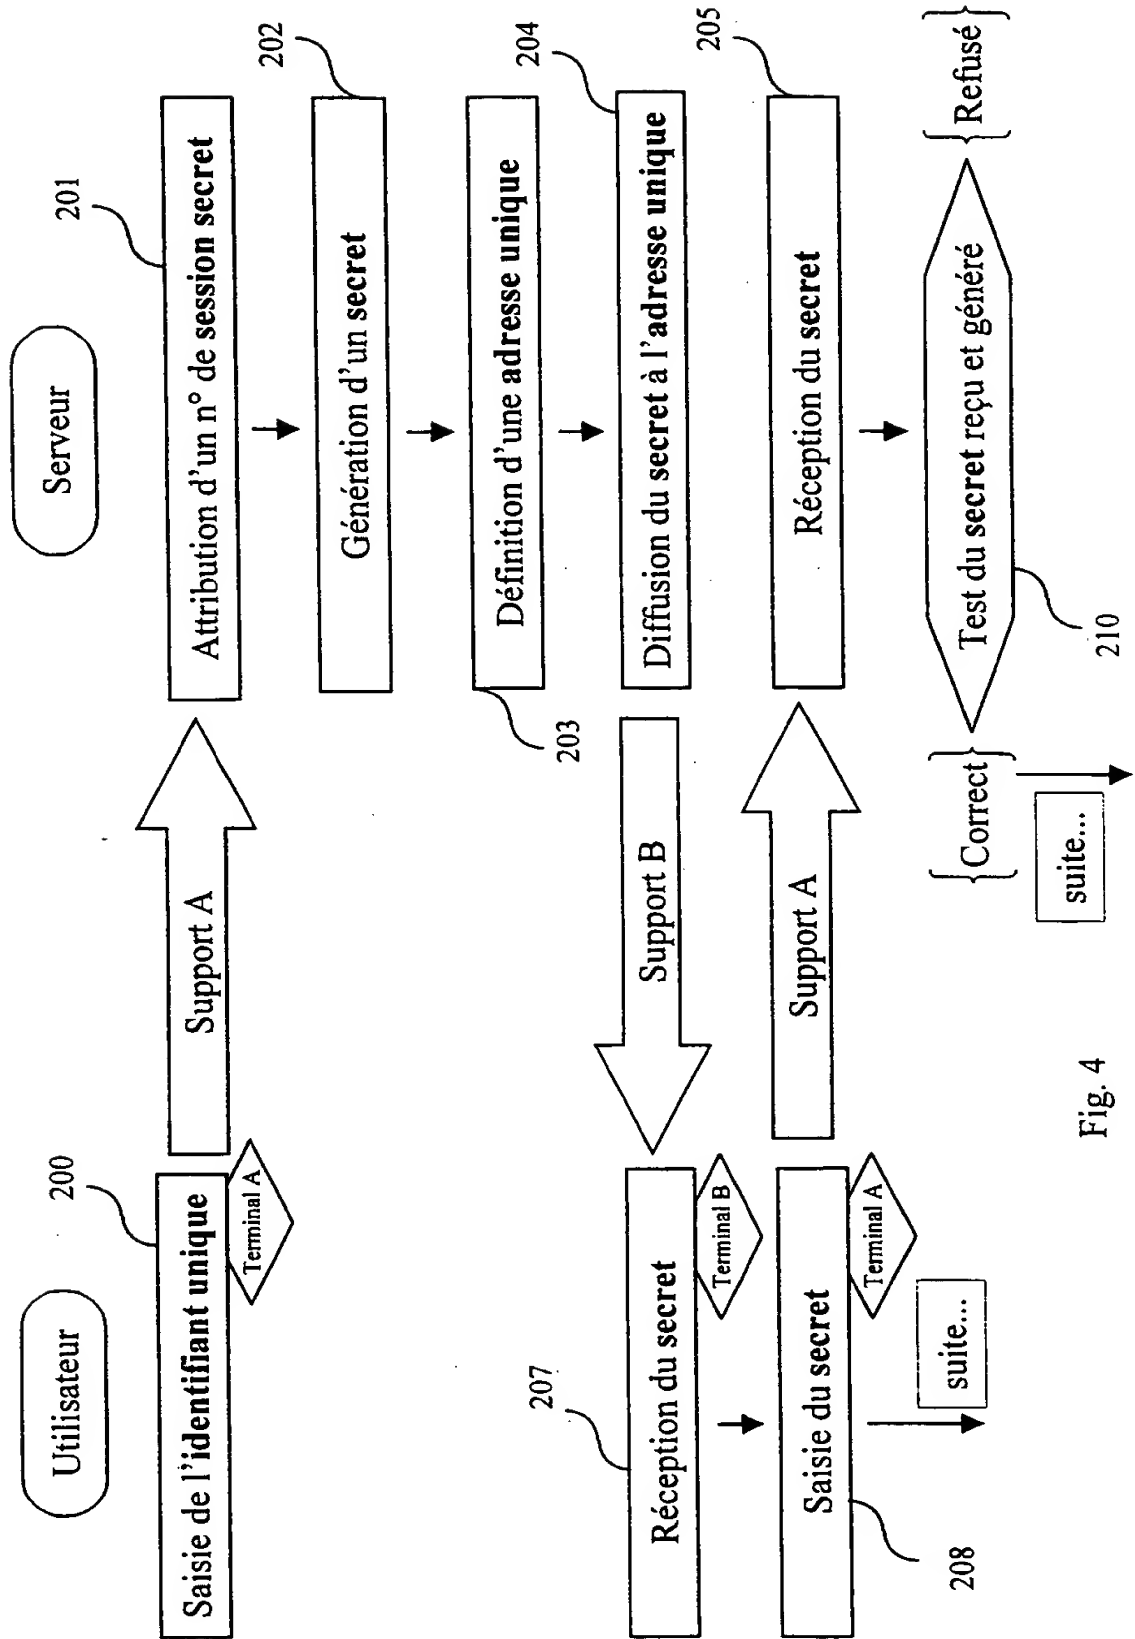 Utilisateur
Serveur
200
201
Saisie de l'identifiant unique
Terminal A
Support A
Attribution d'un n° de session secret
202
Génération d'un secret
203
Définition d'une adresse unique
204
Diffusion du secret à l'adresse unique
Support B
207
Réception du secret
Terminal B
205
Saisie du secret
Terminal A
208
Support A
Réception du secret
suite...
{Correct}
Test du secret reçu et généré
{Refusé}
210
suite...
Fig. 4